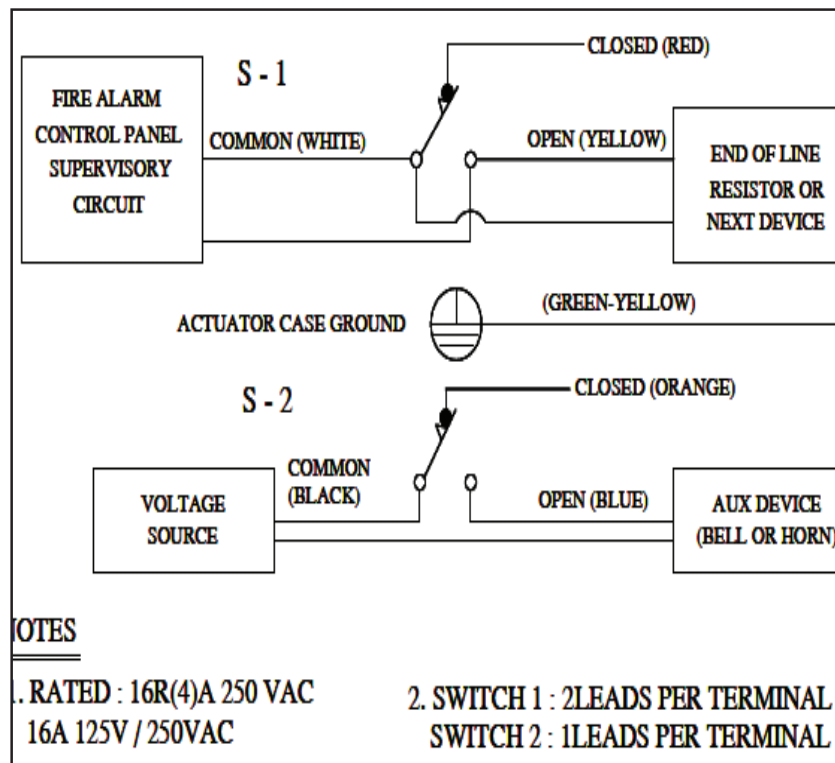 S - 1
CLOSED (RED)
FIRE ALARM
CONTROL PANEL
SUPERVISORY
CIRCUIT
COMMON (WHITE)
OPEN (YELLOW)
END OF LINE
RESISTOR OR
NEXT DEVICE
ACTUATOR CASE GROUND
(GREEN-YELLOW)
S - 2
CLOSED (ORANGE)
COMMON
(BLACK)
VOLTAGE
SOURCE
OPEN (BLUE)
AUX DEVICE
(BELL OR HORN)
NOTES
1. RATED : 16R(4)A 250 VAC
16A 125V / 250VAC
2. SWITCH 1 : 2LEADS PER TERMINAL
SWITCH 2 : 1LEADS PER TERMINAL